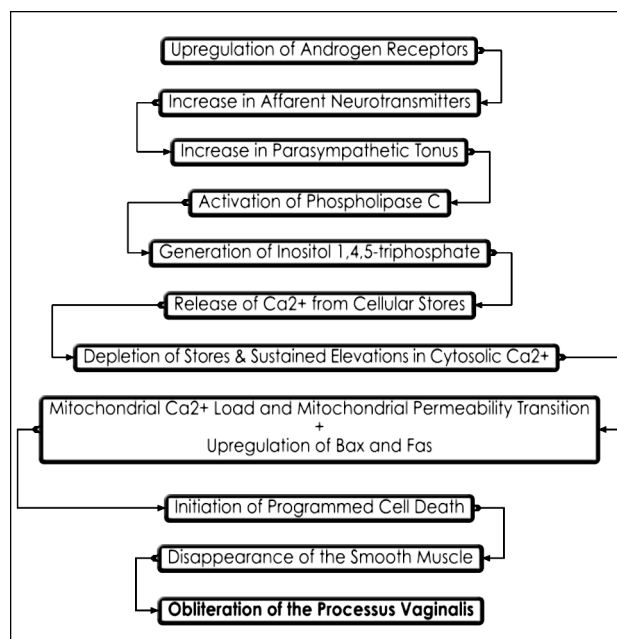 Upregulation of Androgen Receptors
Increase in Affarent Neurotransmitters
Increase in Parasympathetic Tonus
Activation of Phospholipase C
Generation of Inositol 1,4,5-triphosphate
Release of Ca2+ from Cellular Stores
Depletion of Stores & Sustained Elevations in Cytosolic Ca2+
Mitochondrial Ca2+ Load and Mitochondrial Permeability Transition
+
Upregulation of Bax and Fas
Initiation of Programmed Cell Death
Disappearance of the Smooth Muscle
Obliteration of the Processus Vaginalis